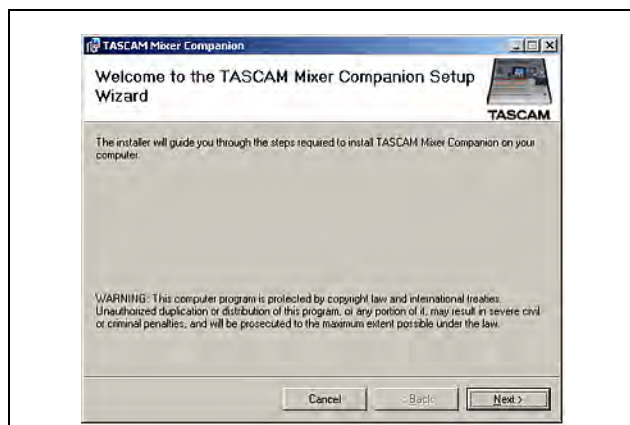 TASCAM Mixer Companion
Welcome to the TASCAM Mixer Companion Setup
Wizard
TASCAM
The installer will guide you through the steps required to install TASCAM Mixer Companion on your
computer.
WARNING: This computer program is protected by copyright law and international treaties.
Unauthorized duplication or distribution of this program, or any portion of it, may result in severe civil
or criminal penalties, and will be prosecuted to the maximum extent possible under the law.
Cancel
< Back
Next >